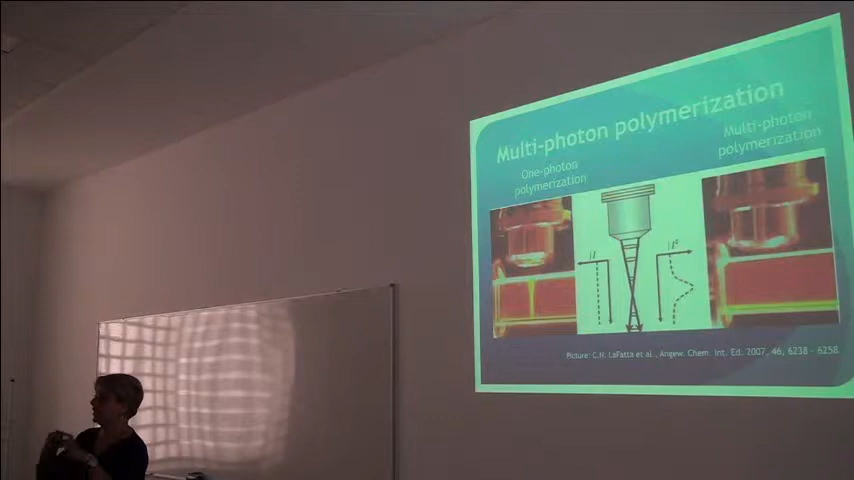 Multi-photon polymerization
One-photon
polymerization
Multi-photon
polymerization
Picture: C.N. LaFatta et al., Angew. Chem. Int. Ed. 2007, 46, 6238 - 6258